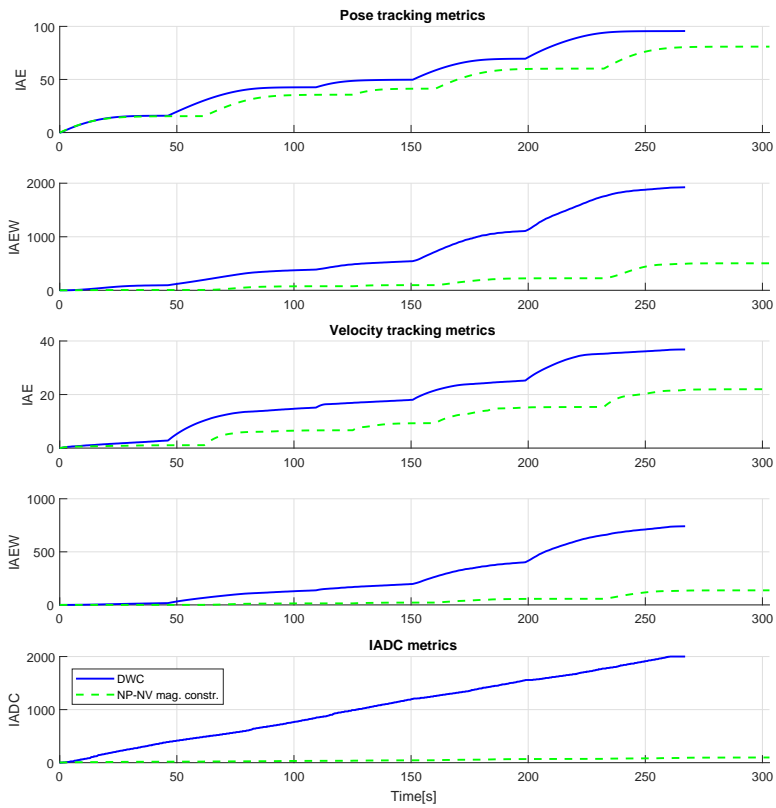 Pose tracking metrics
100
50
0
IAE
0 50 100 150 200 250 300
2000
1000
0
IAEW
0 50 100 150 200 250 300
Velocity tracking metrics
40
20
0
IAE
0 50 100 150 200 250 300
1000
500
0
IAEW
0 50 100 150 200 250 300
IADC metrics
2000
1000
0
IADC
DWC
NP-NV mag. constr.
0 50 100 150 200 250 300
Time[s]